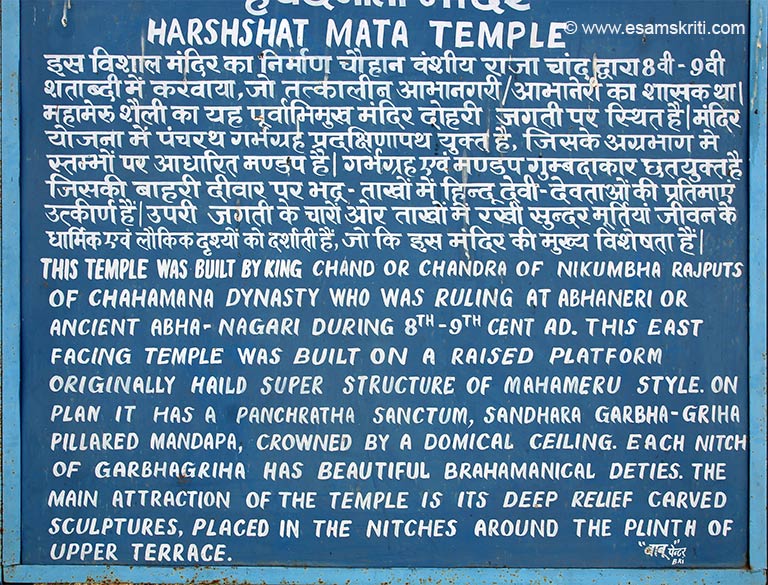 © www.esamskriti.com
HARSHSHAT MATA TEMPLE
इस विशाल मंदिर का निर्माण चौहान वंशीय राजा चांद द्वारा 8वी-9वी
शताब्दी में करवाया, जो तत्कालीन आभानगरी/आभानेरी का शासक था।
महामेरु शैली का यह पूर्वाभिमुख मंदिर दोहरी जगती पर स्थित है। मंदिर
योजना में पंचरथ गर्भग्रह प्रदक्षिणापथ युक्त है, जिसके अग्रभाग मे
स्तम्भों पर आधारित मण्डप है। गर्भग्रह एवं मण्डप गुम्बदाकार छतयुक्त है
जिसकी बाहरी दीवार पर भद्र-ताखों में हिन्दू देवी-देवताओं की प्रतिमाए
उत्कीर्ण हैं। उपरी जगती के चारों ओर ताखों में रखी सुन्दर मूर्तिया जीवन के
धार्मिक एवं लौकिक दृश्यों को दर्शाती हैं, जो कि इस मंदिर की मुख्य विशेषता है।
THIS TEMPLE WAS BUILT BY KING CHAND OR CHANDRA OF NIKUMBHA RAJPUTS
OF CHAHAMANA DYNASTY WHO WAS RULING AT ABHANERI OR
ANCIENT ABHA-NAGARI DURING 8TH-9TH CENT AD. THIS EAST
FACING TEMPLE WAS BUILT ON A RAISED PLATFORM
ORIGINALLY HAILD SUPER STRUCTURE OF MAHAMERU STYLE. ON
PLAN IT HAS A PANCHRATHA SANCTUM, SANDHARA GARBHA-GRIHA
PILLARED MANDAPA, CROWNED BY A DOMICAL CEILING. EACH NITCH
OF GARBHAGRIHA HAS BEAUTIFUL BRAHAMANICAL DETIES. THE
MAIN ATTRACTION OF THE TEMPLE IS ITS DEEP RELIEF CARVED
SCULPTURES, PLACED IN THE NITCHES AROUND THE PLINTH OF
UPPER TERRACE.
"बाबू" पेन्टर
BKI